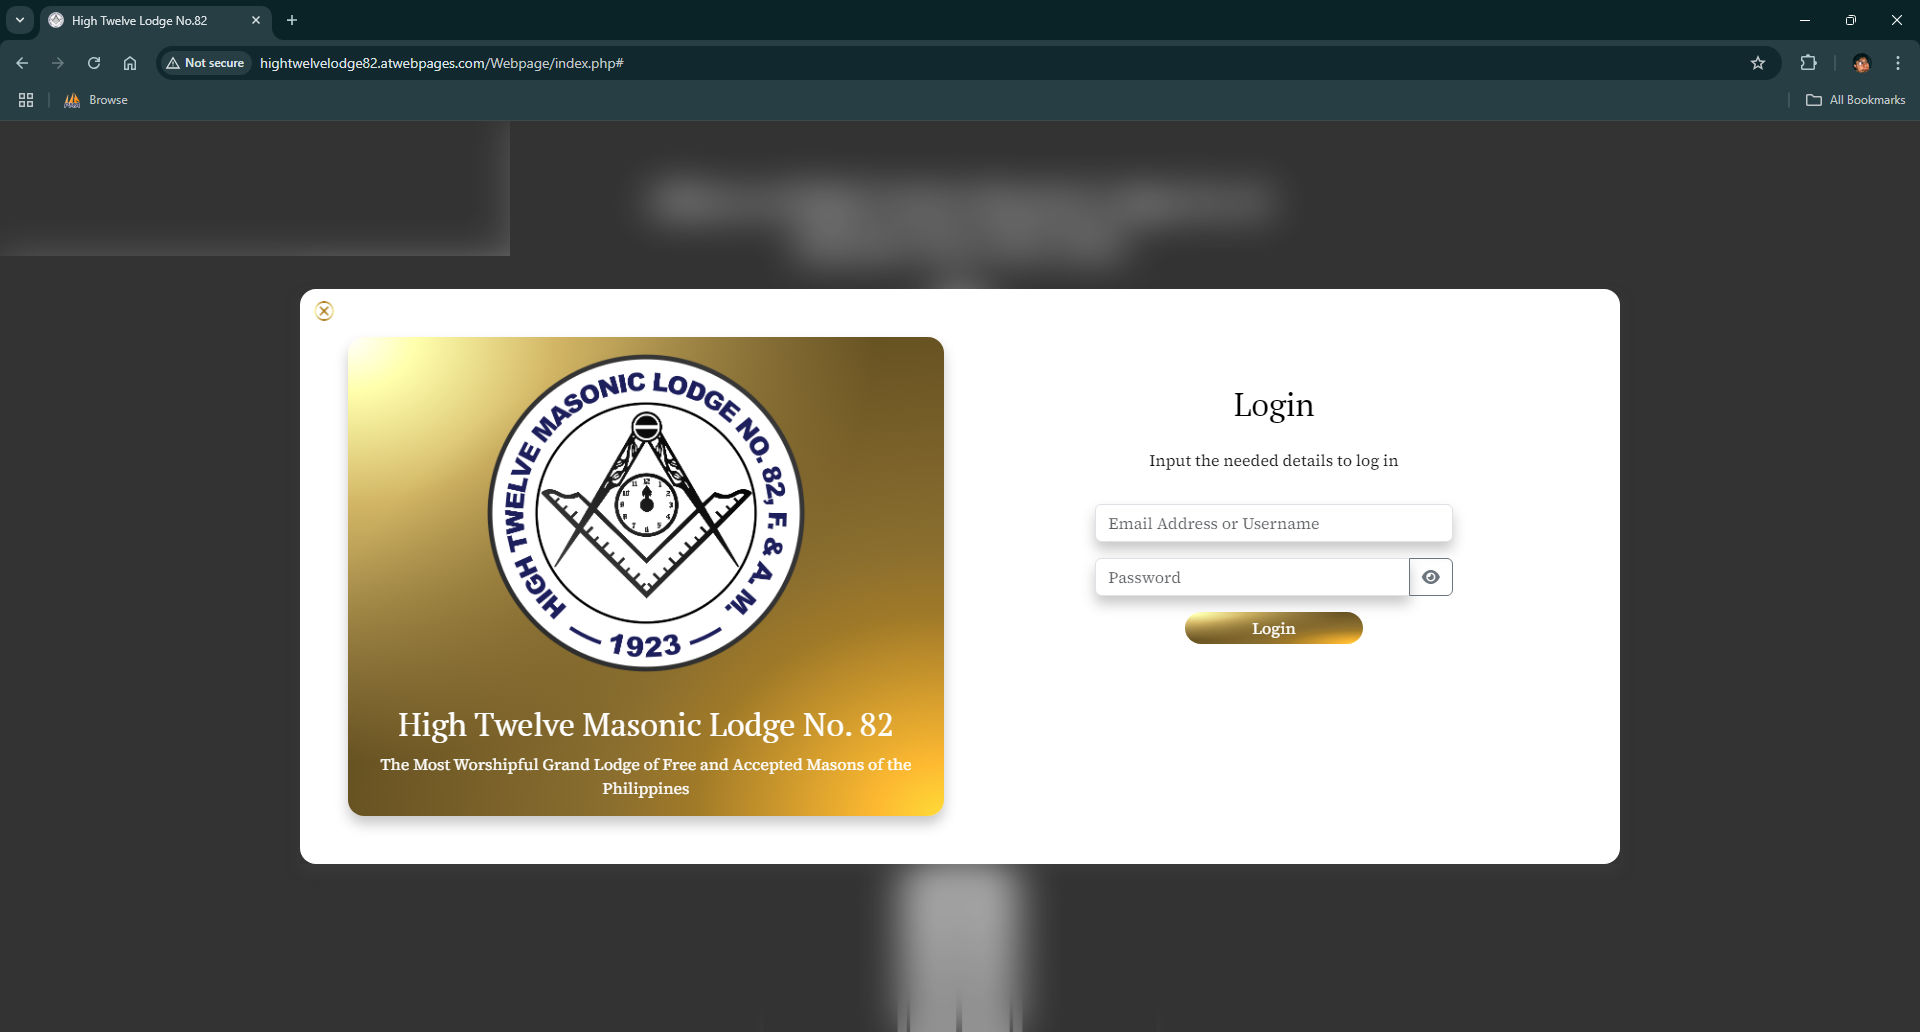 High Twelve Lodge No.82
Not secure
hightwelvelodge82.atwebpages.com/Webpage/index.php#
Browse
All Bookmarks
HIGH TWELVE MASONIC LODGE NO. 82, F. & A. M.
1923
High Twelve Masonic Lodge No. 82
The Most Worshipful Grand Lodge of Free and Accepted Masons of the
Philippines
Login
Input the needed details to log in
Email Address or Username
Password
Login